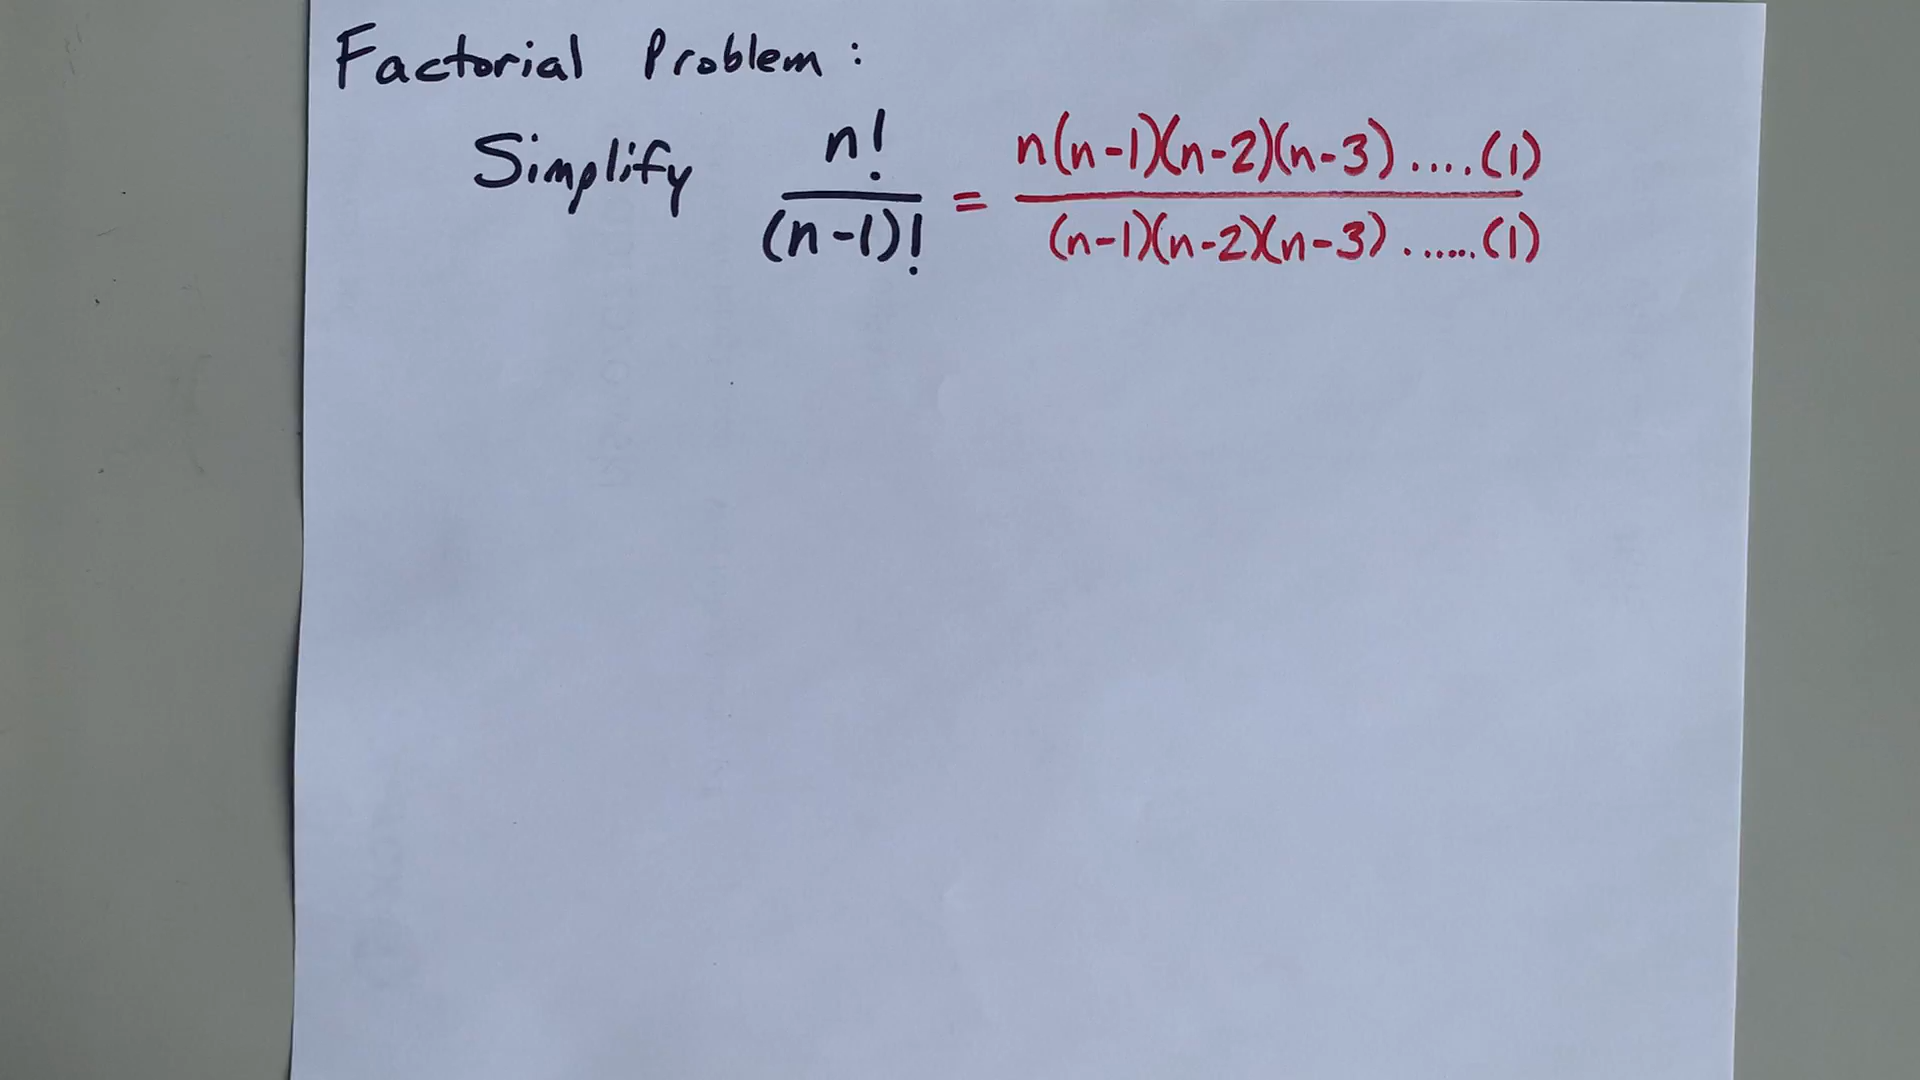 Factorial Problem:
Simplify n!/(n-1)! = n(n-1)(n-2)(n-3)....(1)/(n-1)(n-2)(n-3)......(1)